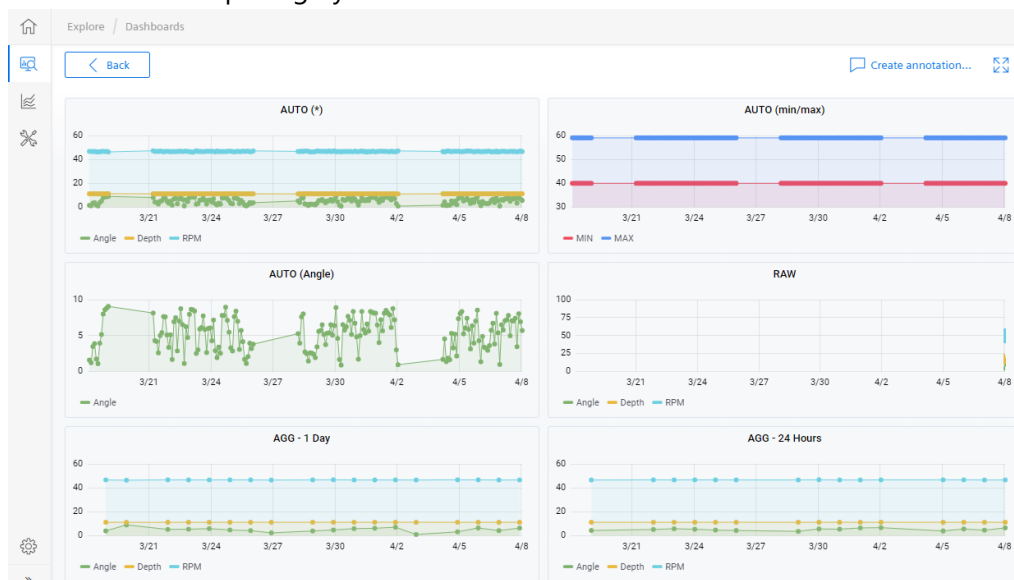 Explore / Dashboards
Back
Create annotation...
AUTO (*)
60
40
20
0
3/21 3/24 3/27 3/30 4/2 4/5 4/8
Angle Depth RPM
AUTO (min/max)
60
50
40
30
3/21 3/24 3/27 3/30 4/2 4/5 4/8
MIN MAX
AUTO (Angle)
10
5
0
3/21 3/24 3/27 3/30 4/2 4/5 4/8
Angle
RAW
100
75
50
25
0
3/21 3/24 3/27 3/30 4/2 4/5 4/8
Angle Depth RPM
AGG - 1 Day
60
40
20
0
3/21 3/24 3/27 3/30 4/2 4/5 4/8
Angle Depth RPM
AGG - 24 Hours
60
40
20
0
3/21 3/24 3/27 3/30 4/2 4/5 4/8
Angle Depth RPM